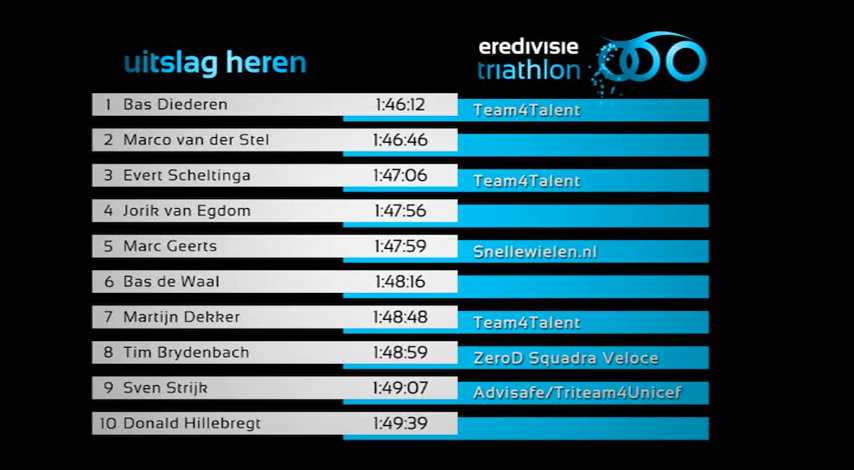 uitslag heren
eredivisie
triathlon
1 Bas Diederen 1:46:12 Team4Talent
2 Marco van der Stel 1:46:46
3 Evert Scheltinga 1:47:06 Team4Talent
4 Jorik van Egdom 1:47:56
5 Marc Geerts 1:47:59 Snellewielen.nl
6 Bas de Waal 1:48:16
7 Martijn Dekker 1:48:48 Team4Talent
8 Tim Brydenbach 1:48:59 ZeroD Squadra Veloce
9 Sven Strijk 1:49:07 Advisafe/Triteam4Unicef
10 Donald Hillebregt 1:49:39